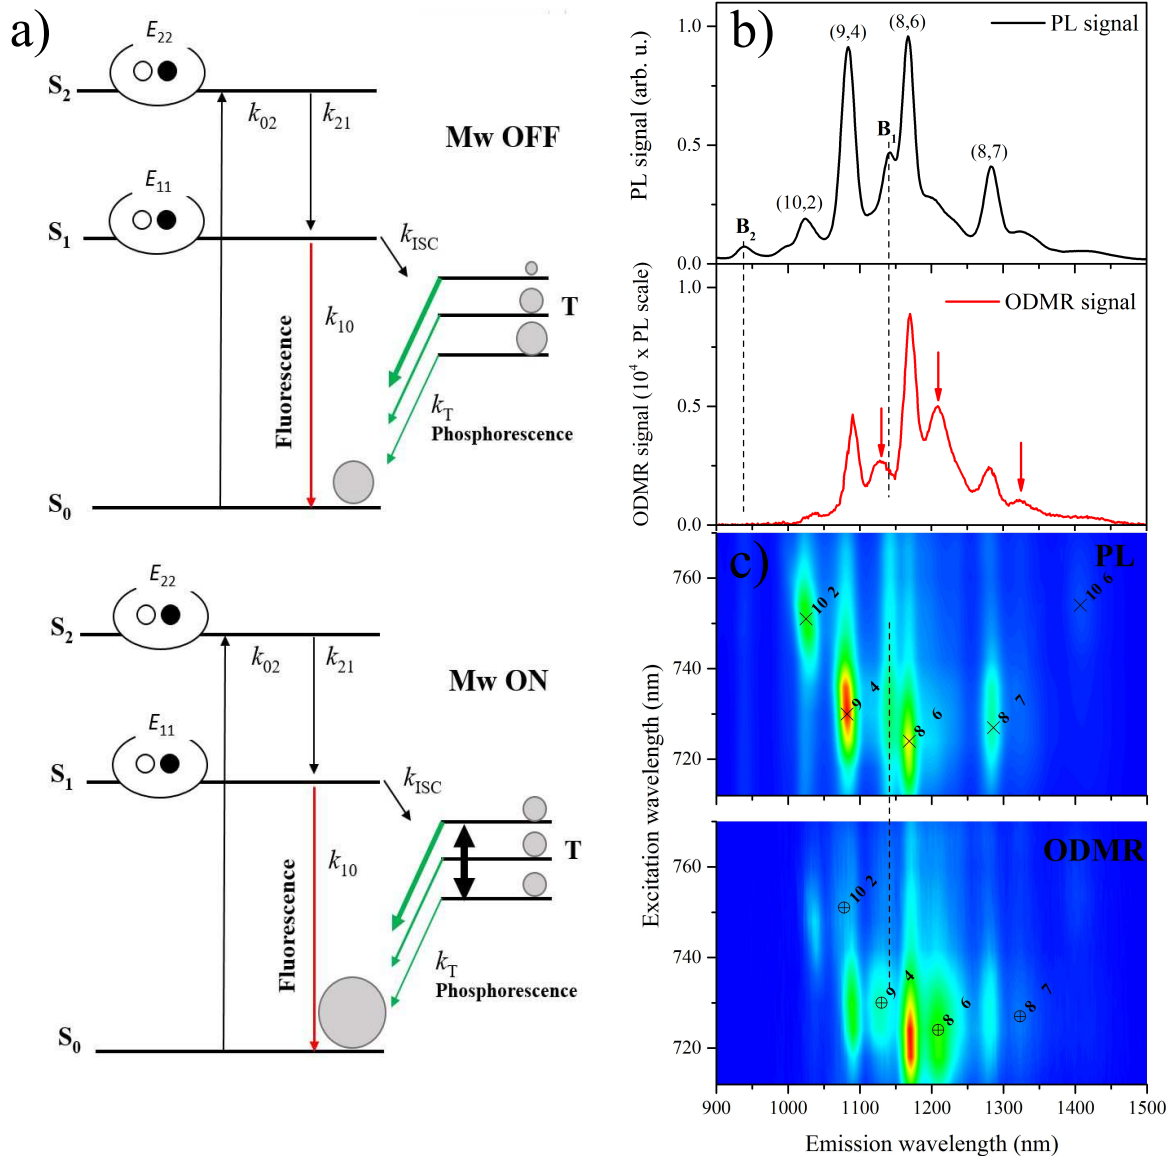 a)
E22
S2
k02
k21
Mw OFF
E11
S1
kISC
T
k10
Fluorescence
kT
Phosphorescence
S0
E22
S2
k02
k21
Mw ON
E11
S1
kISC
T
k10
Fluorescence
kT
Phosphorescence
S0
b)
PL signal
PL signal (arb. u.)
1.0
0.5
0.0
B2
(10,2)
(9,4)
B1
(8,6)
(8,7)
ODMR signal
ODMR signal (10^4 x PL scale)
1.0
0.5
0.0
c)
PL
Excitation wavelength (nm)
760
740
720
10 2
9 4
8 6
8 7
10 6
ODMR
760
740
720
10 2
9 4
8 6
8 7
900 1000 1100 1200 1300 1400 1500
Emission wavelength (nm)